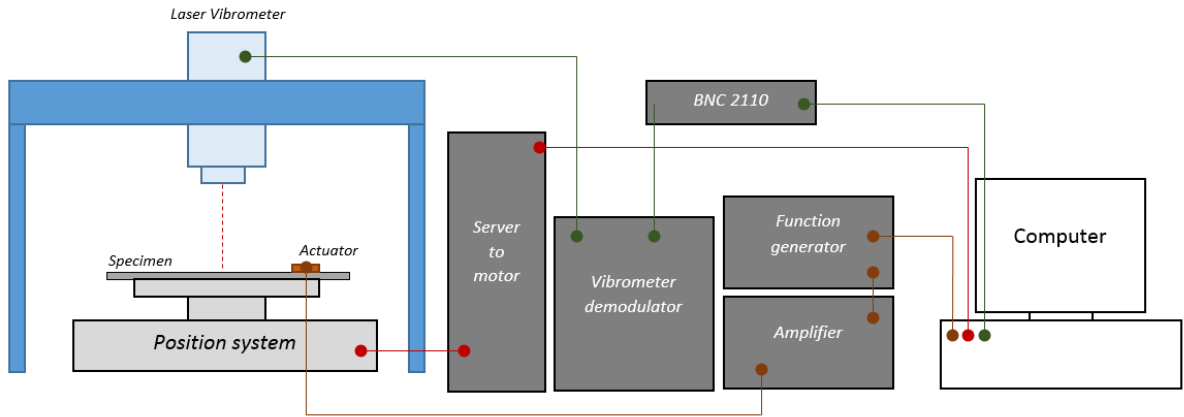 Laser Vibrometer
BNC 2110
Server
to
motor
Function
generator
Computer
Actuator
Specimen
Vibrometer
demodulator
Amplifier
Position system